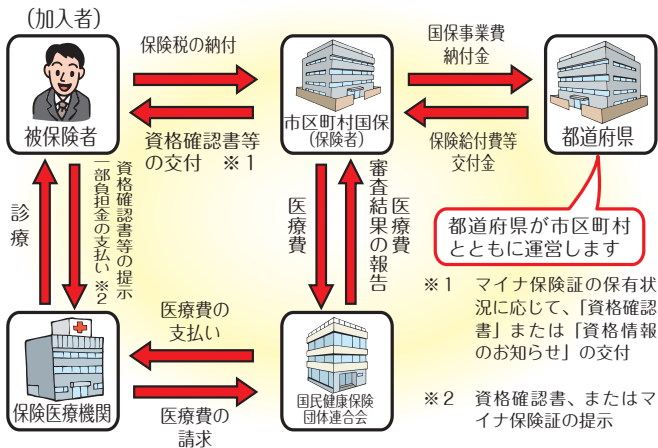 (加入者)
被保険者
保険税の納付
資格確認書等
の交付 ※1
市区町村国保
(保険者)
国保事業費
納付金
保険給付費等
交付金
都道府県
都道府県が市区町村
とともに運営します
診療
資格確認書等の提示
一部負担金の支払い ※2
医療費
審査結果の報告
医療費
保険医療機関
医療費の
支払い
医療費の
請求
国民健康保険
団体連合会
※1 マイナ保険証の保有状
況に応じて、「資格確認
書」または「資格情報
のお知らせ」の交付
※2 資格確認書、またはマ
イナ保険証の提示